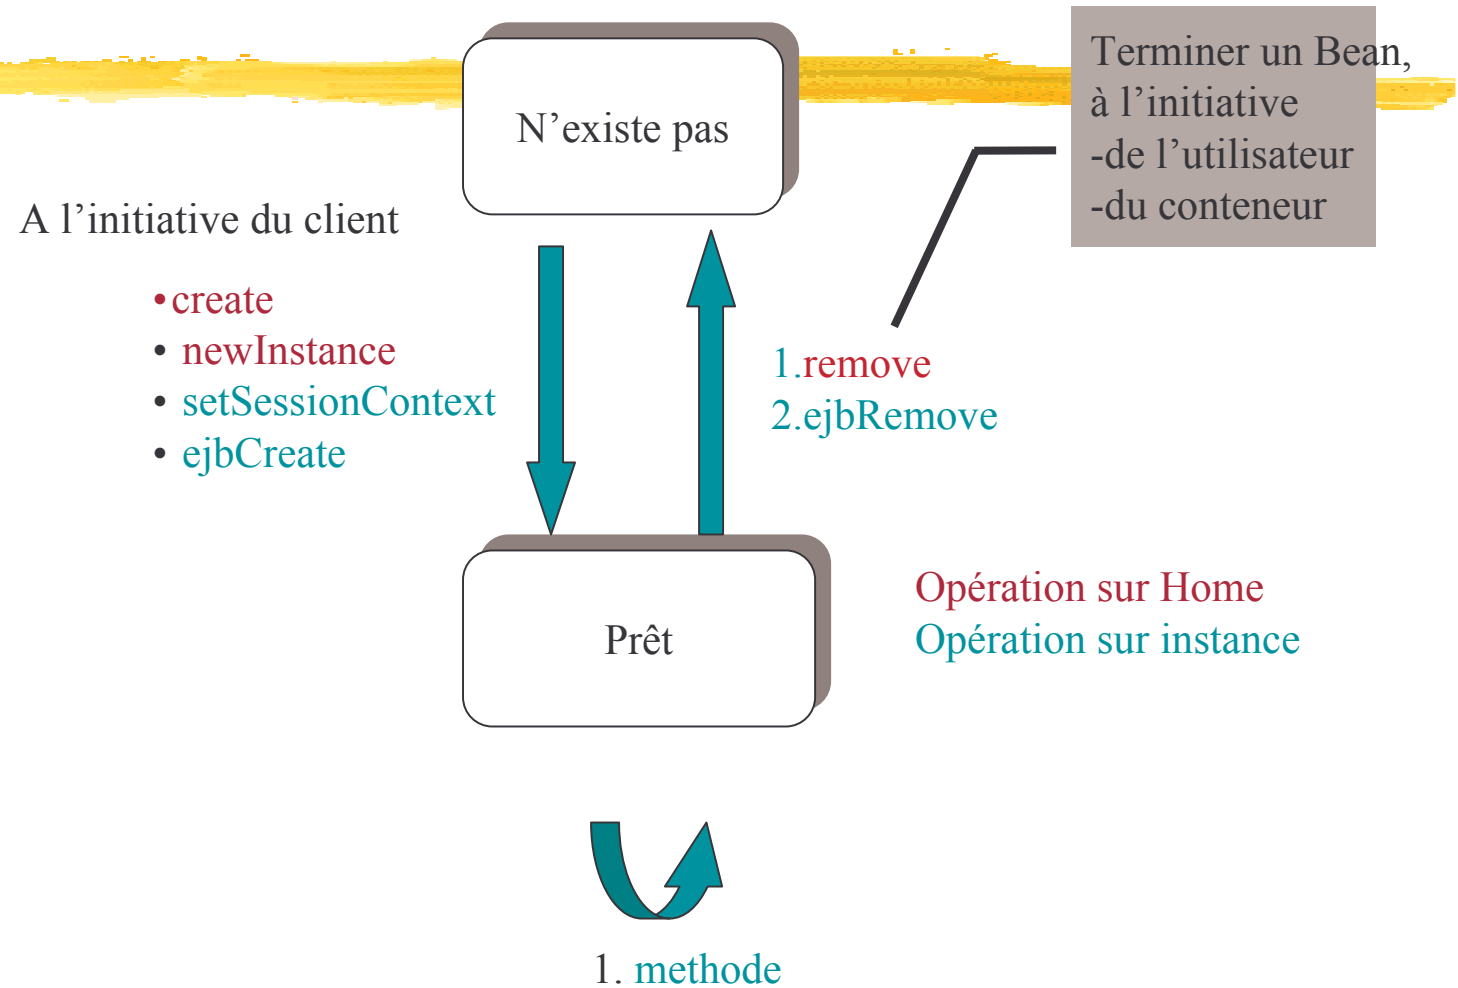 N’existe pas
Terminer un Bean,
à l’initiative
-de l’utilisateur
-du conteneur
A l’initiative du client
•create
• newInstance
• setSessionContext
• ejbCreate
1.remove
2.ejbRemove
Prêt
Opération sur Home
Opération sur instance
1. methode